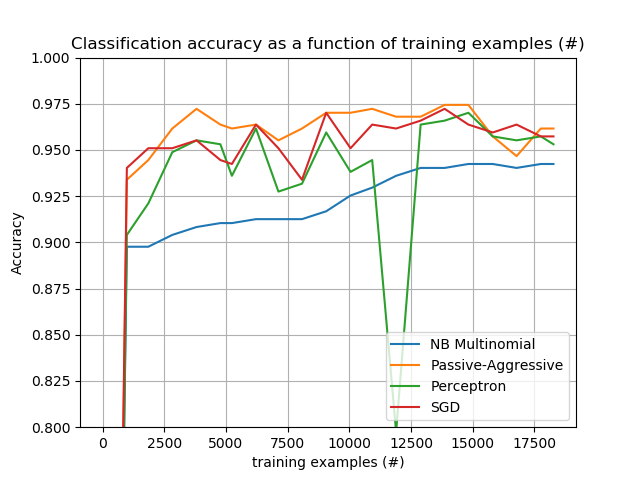 Classification accuracy as a function of training examples (#)
1.000
0.975
0.950
0.925
0.900
0.875
0.850
0.825
0.800
Accuracy
NB Multinomial
Passive-Aggressive
Perceptron
SGD
0 2500 5000 7500 10000 12500 15000 17500
training examples (#)